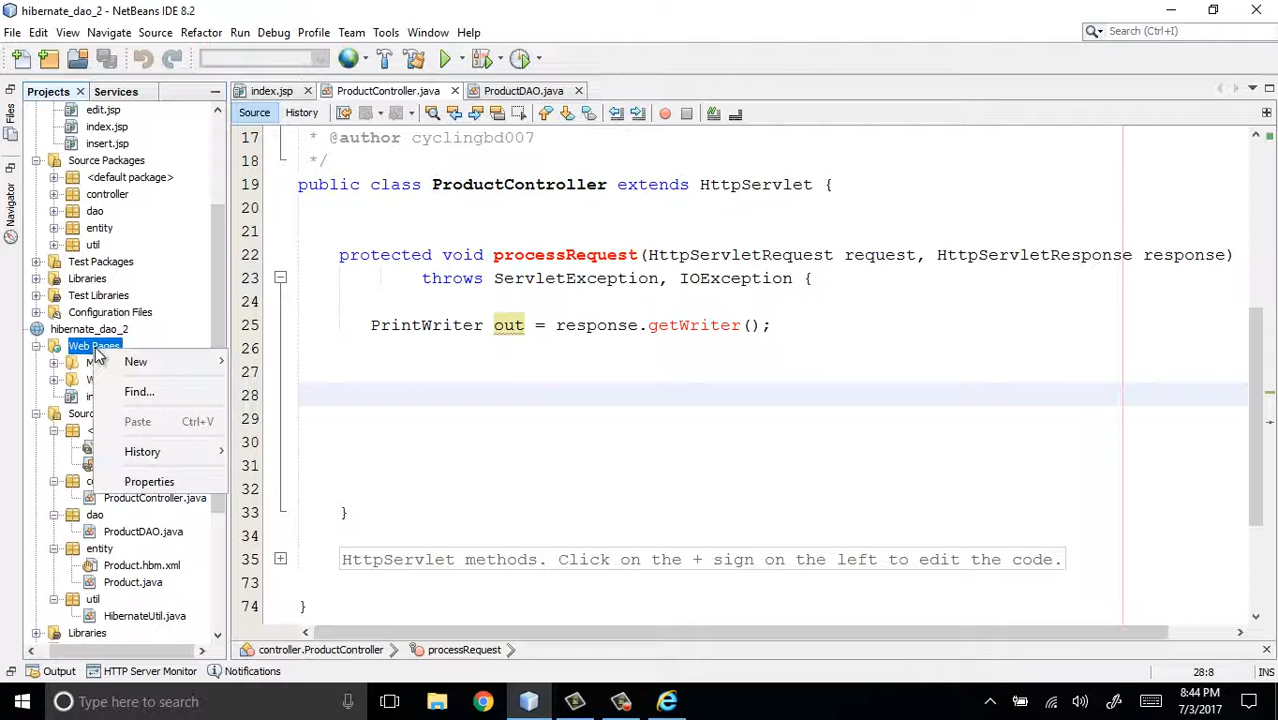 hibernate_dao_2 - NetBeans IDE 8.2
File Edit View Navigate Source Refactor Run Debug Profile Team Tools Window Help
Search (Ctrl+I)
Files
Navigator
Projects
Services
index.jsp
ProductController.java
ProductDAO.java
Source
History
edit.jsp
index.jsp
insert.jsp
Source Packages
<default package>
controller
dao
entity
util
Test Packages
Libraries
Test Libraries
Configuration Files
hibernate_dao_2
Web Pages
M
W
in
Sourc
<
co
ProductController.java
dao
ProductDAO.java
entity
Product.hbm.xml
Product.java
util
HibernateUtil.java
Libraries
New
Find...
Paste Ctrl+V
History
Properties
17 * @author cyclingbd007
18 */
19 public class ProductController extends HttpServlet {
20
21
22 protected void processRequest(HttpServletRequest request, HttpServletResponse response)
23 throws ServletException, IOException {
24
25 PrintWriter out = response.getWriter();
26
27
28
29
30
31
32
33 }
34
35 HttpServlet methods. Click on the + sign on the left to edit the code.
73
74 }
controller.ProductController
processRequest
Output
HTTP Server Monitor
Notifications
28:8
INS
Type here to search
8:44 PM
7/3/2017